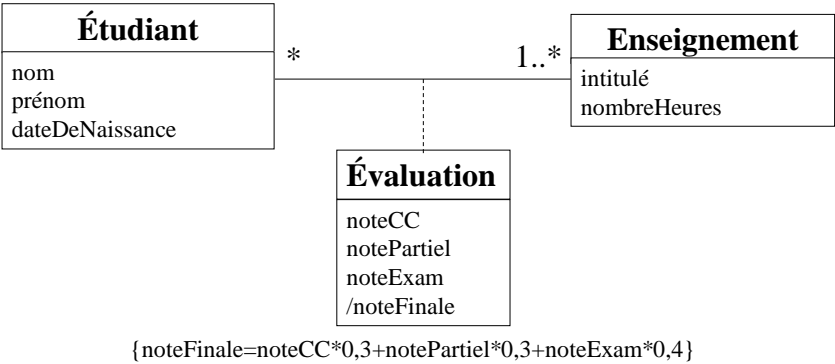 Étudiant
nom
prénom
dateDeNaissance
* 1..*
Enseignement
intitulé
nombreHeures
Évaluation
noteCC
notePartiel
noteExam
/noteFinale
{noteFinale=noteCC*0,3+notePartiel*0,3+noteExam*0,4}